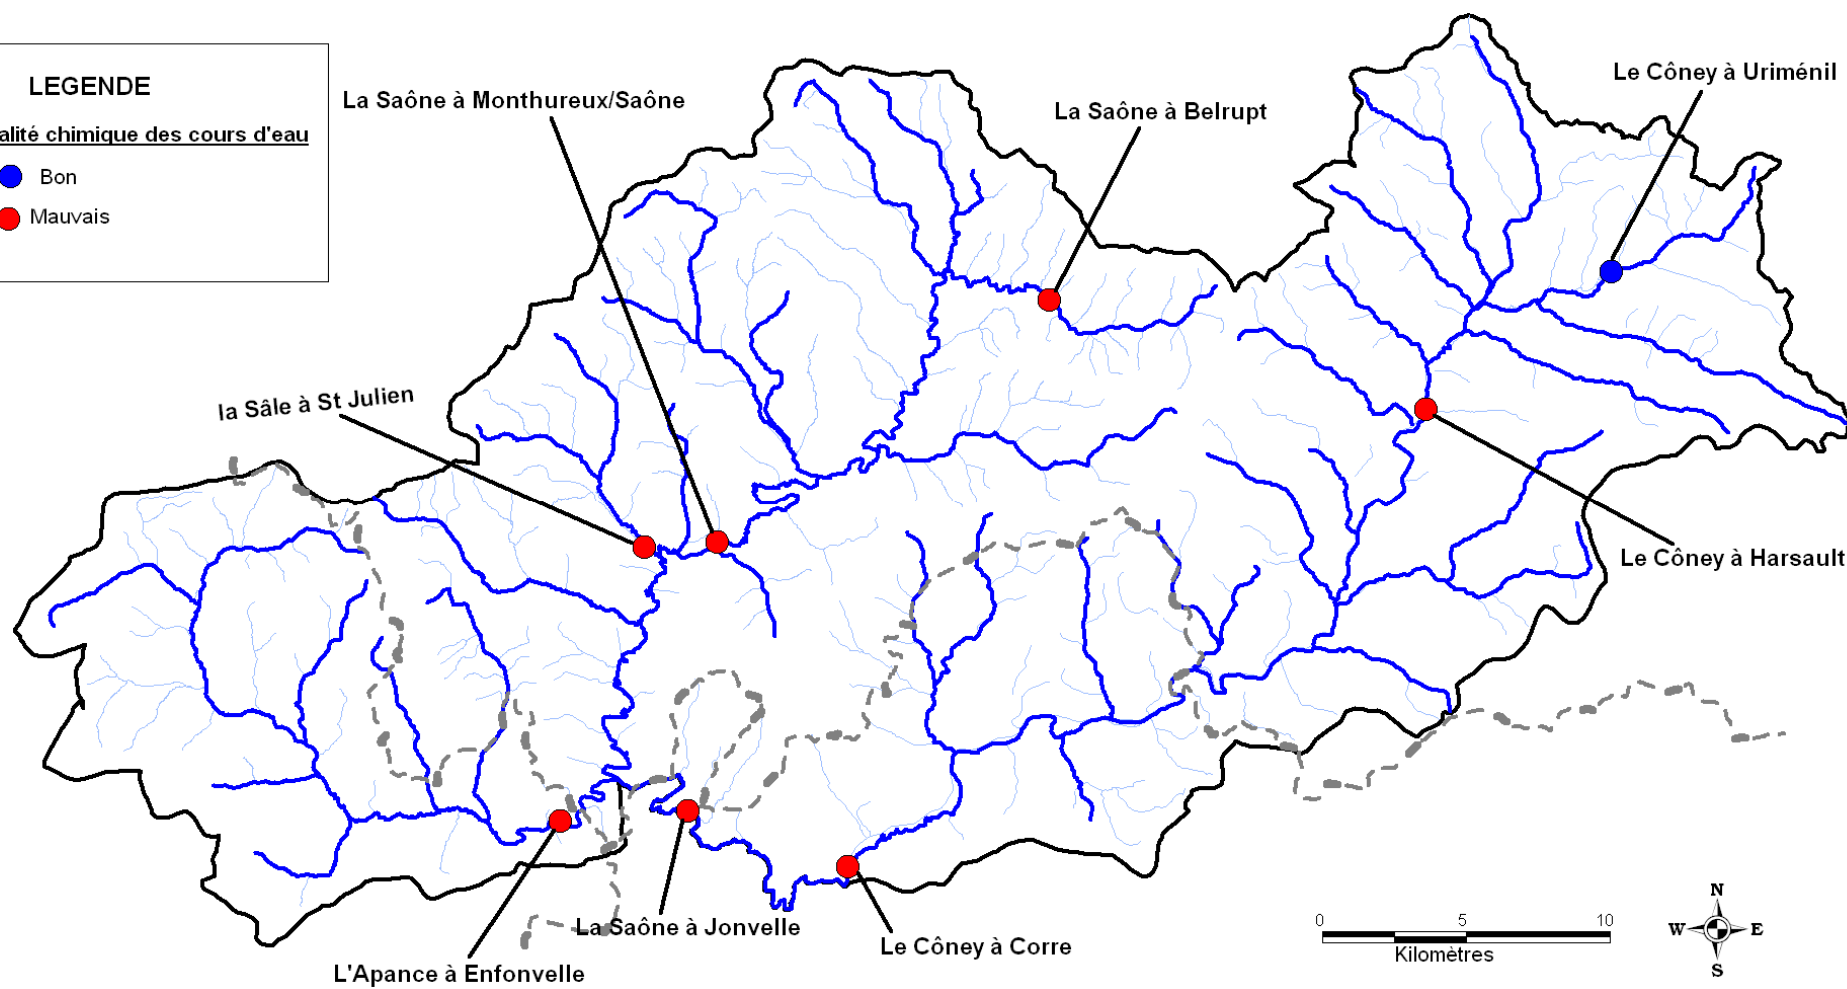 LEGENDE
alité chimique des cours d'eau
Bon
Mauvais
La Saône à Monthureux/Saône
La Saône à Belrupt
Le Côney à Uriménil
la Sâle à St Julien
Le Côney à Harsault
La Saône à Jonvelle
Le Côney à Corre
L'Apance à Enfonvelle
0 5 10
Kilomètres
N
W E
S